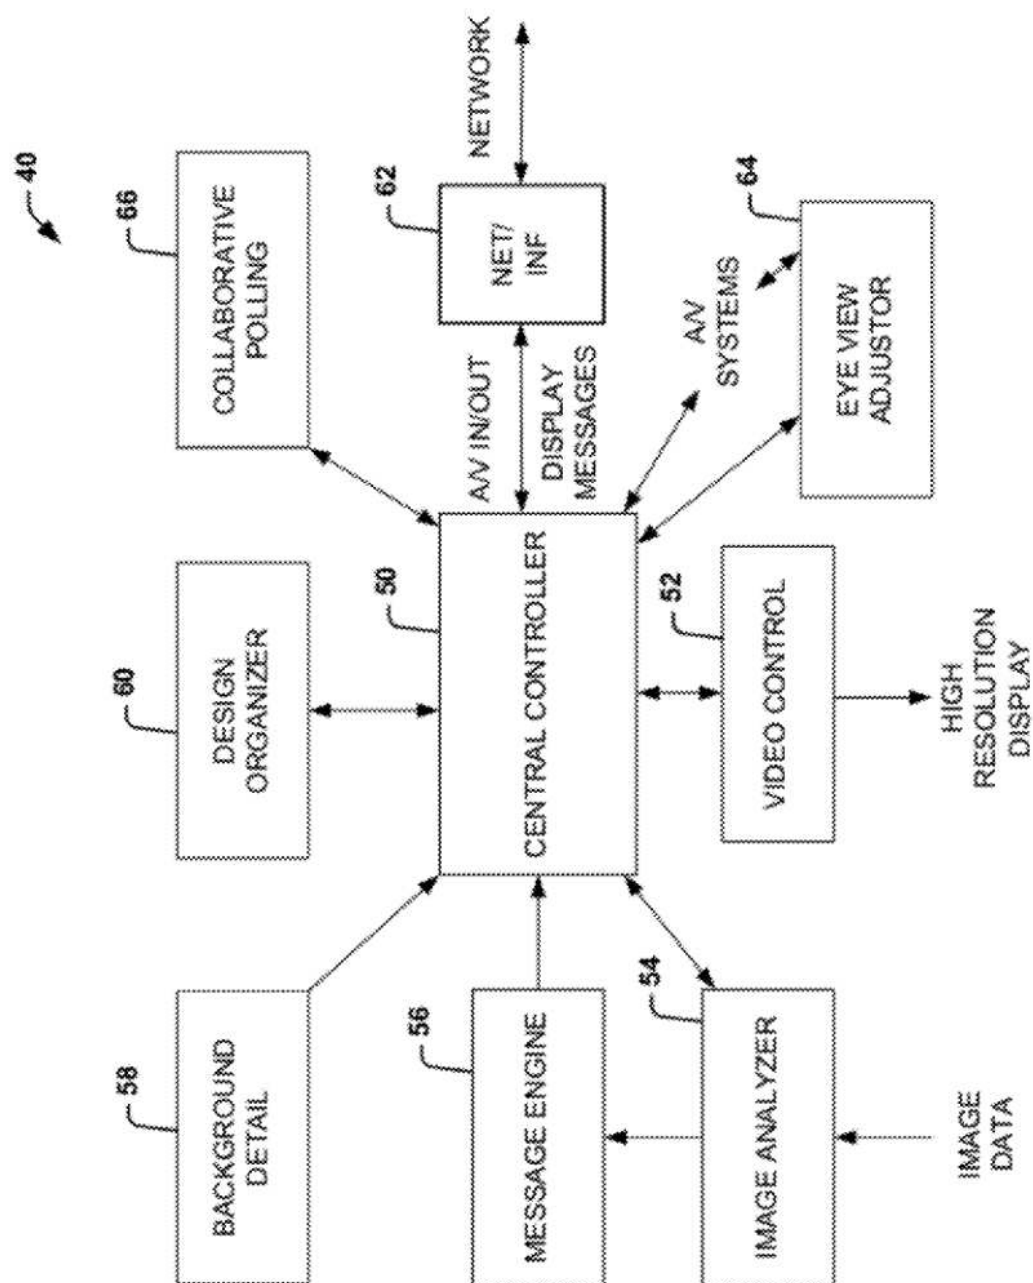 40
58
BACKGROUND
DETAIL
60
DESIGN
ORGANIZER
66
COLLABORATIVE
POLLING
56
MESSAGE ENGINE
50
CENTRAL CONTROLLER
A/V IN/OUT
DISPLAY
MESSAGES
62
NET/
INF
NETWORK
54
IMAGE ANALYZER
52
VIDEO CONTROL
A/V
SYSTEMS
64
EYE VIEW
ADJUSTOR
IMAGE
DATA
HIGH
RESOLUTION
DISPLAY